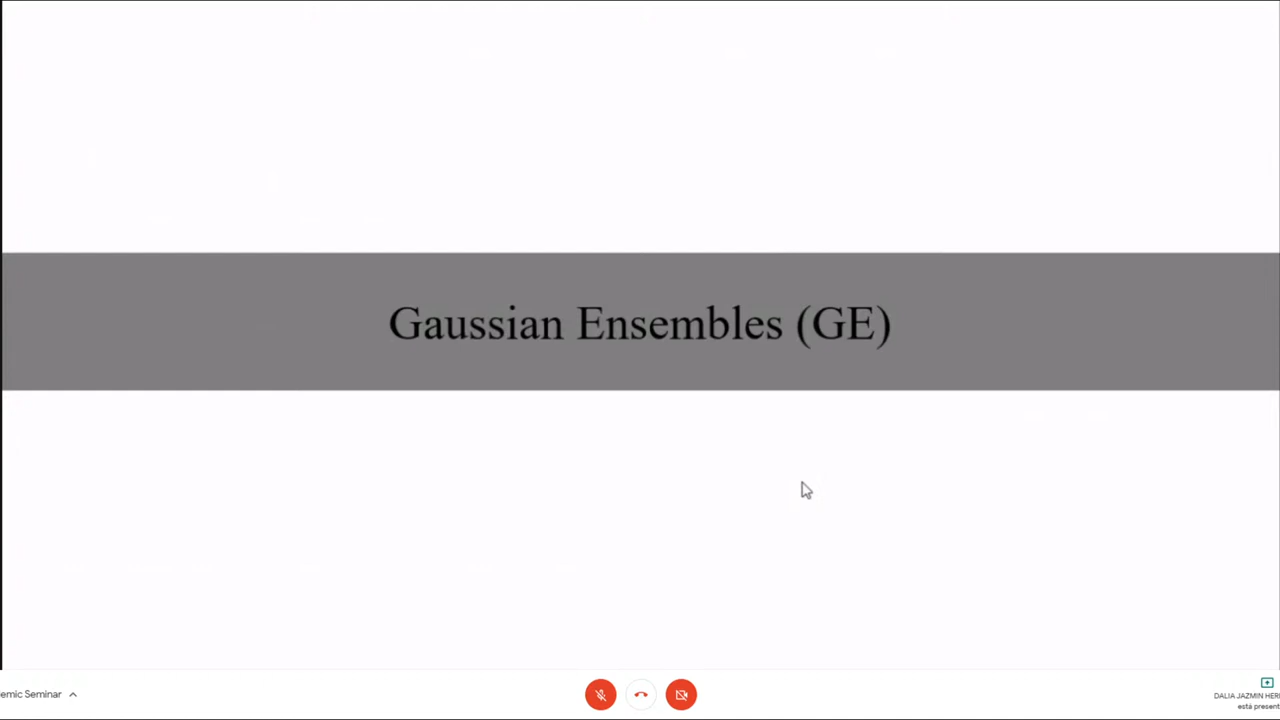 Gaussian Ensembles (GE)
emic Seminar
DALIA JAZMIN HER
está present